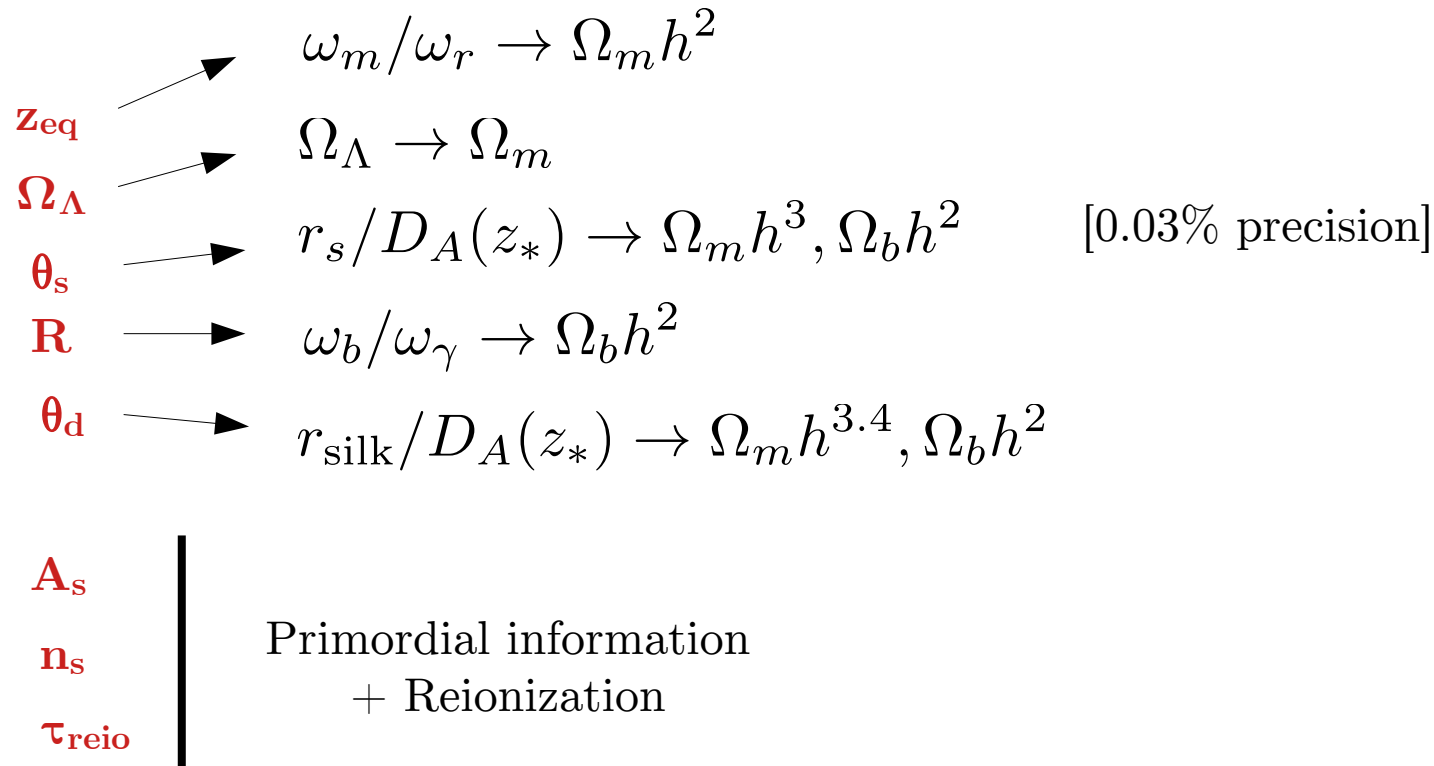 z_eq → ω_m/ω_r → Ω_m h^2
Ω_Λ → Ω_Λ → Ω_m
θ_s → r_s/D_A(z_*) → Ω_m h^3, Ω_b h^2 [0.03% precision]
R → ω_b/ω_γ → Ω_b h^2
θ_d → r_silk/D_A(z_*) → Ω_m h^{3.4}, Ω_b h^2
A_s
n_s
τ_reio
Primordial information
+ Reionization